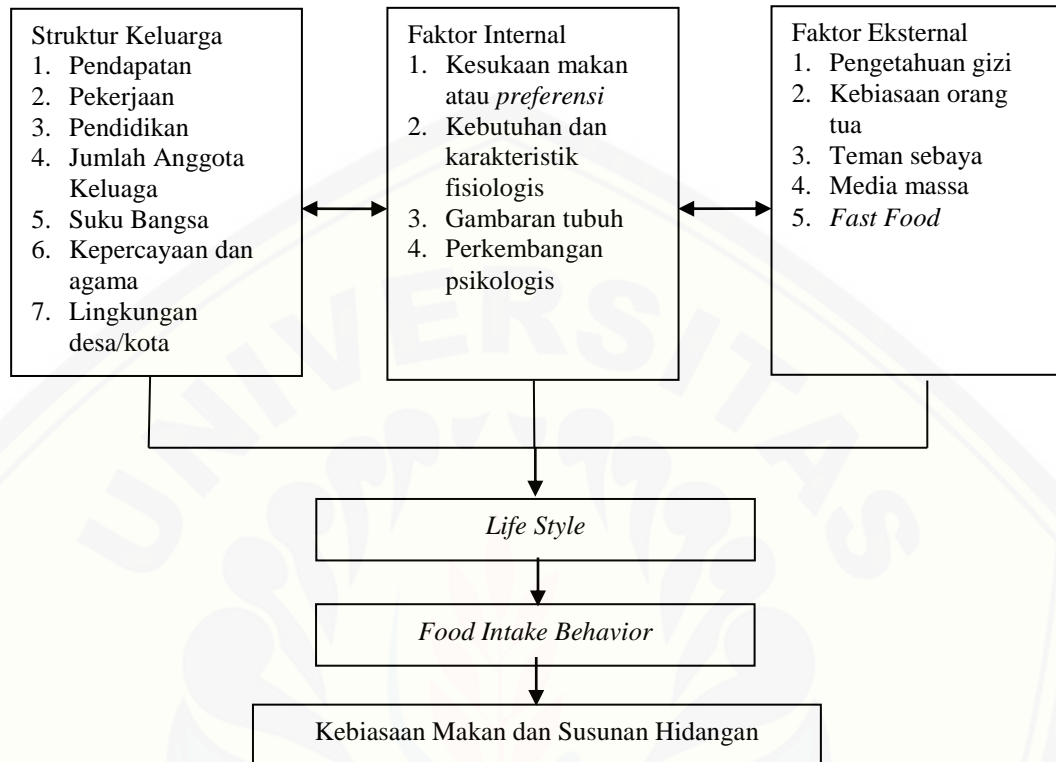 Struktur Keluarga
1. Pendapatan
2. Pekerjaan
3. Pendidikan
4. Jumlah Anggota
Keluaga
5. Suku Bangsa
6. Kepercayaan dan
agama
7. Lingkungan
desa/kota
Faktor Internal
1. Kesukaan makan
atau preferensi
2. Kebutuhan dan
karakteristik
fisiologis
3. Gambaran tubuh
4. Perkembangan
psikologis
Faktor Eksternal
1. Pengetahuan gizi
2. Kebiasaan orang
tua
3. Teman sebaya
4. Media massa
5. Fast Food
UNIVERSITAS
Life Style
Food Intake Behavior
Kebiasaan Makan dan Susunan Hidangan